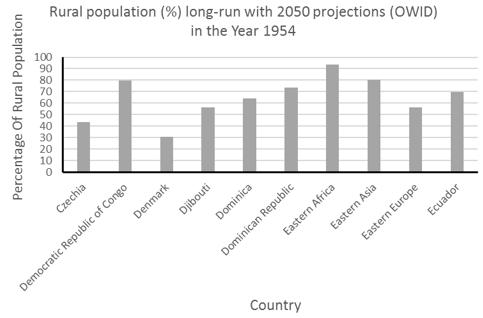 Rural population (%) long-run with 2050 projections (OWID)
in the Year 1954
Percentage Of Rural Population
100
90
80
70
60
50
40
30
20
10
0
Czechia
Democratic Republic of Congo
Denmark
Djibouti
Dominica
Dominican Republic
Eastern Africa
Eastern Asia
Eastern Europe
Ecuador
Country